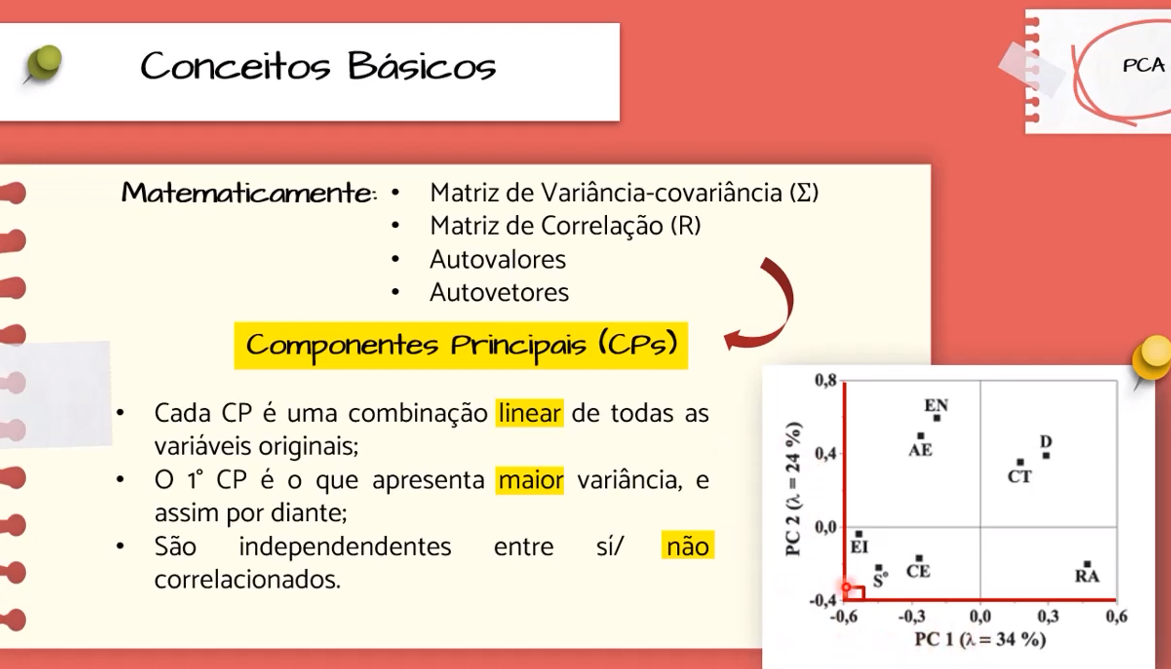 Conceitos Básicos
PCA
Matematicamente:
• Matriz de Variância-covariância (Σ)
• Matriz de Correlação (R)
• Autovalores
• Autovetores
Componentes Principais (CPs)
• Cada CP é uma combinação linear de todas as
variáveis originais;
• O 1° CP é o que apresenta maior variância, e
assim por diante;
• São independendentes entre sí/ não
correlacionados.
0,8
0,4
0,0
-0,4
PC 2 (λ = 24 %)
EN
AE
D
CT
EI
S°
CE
RA
-0,6 -0,3 0,0 0,3 0,6
PC 1 (λ = 34 %)